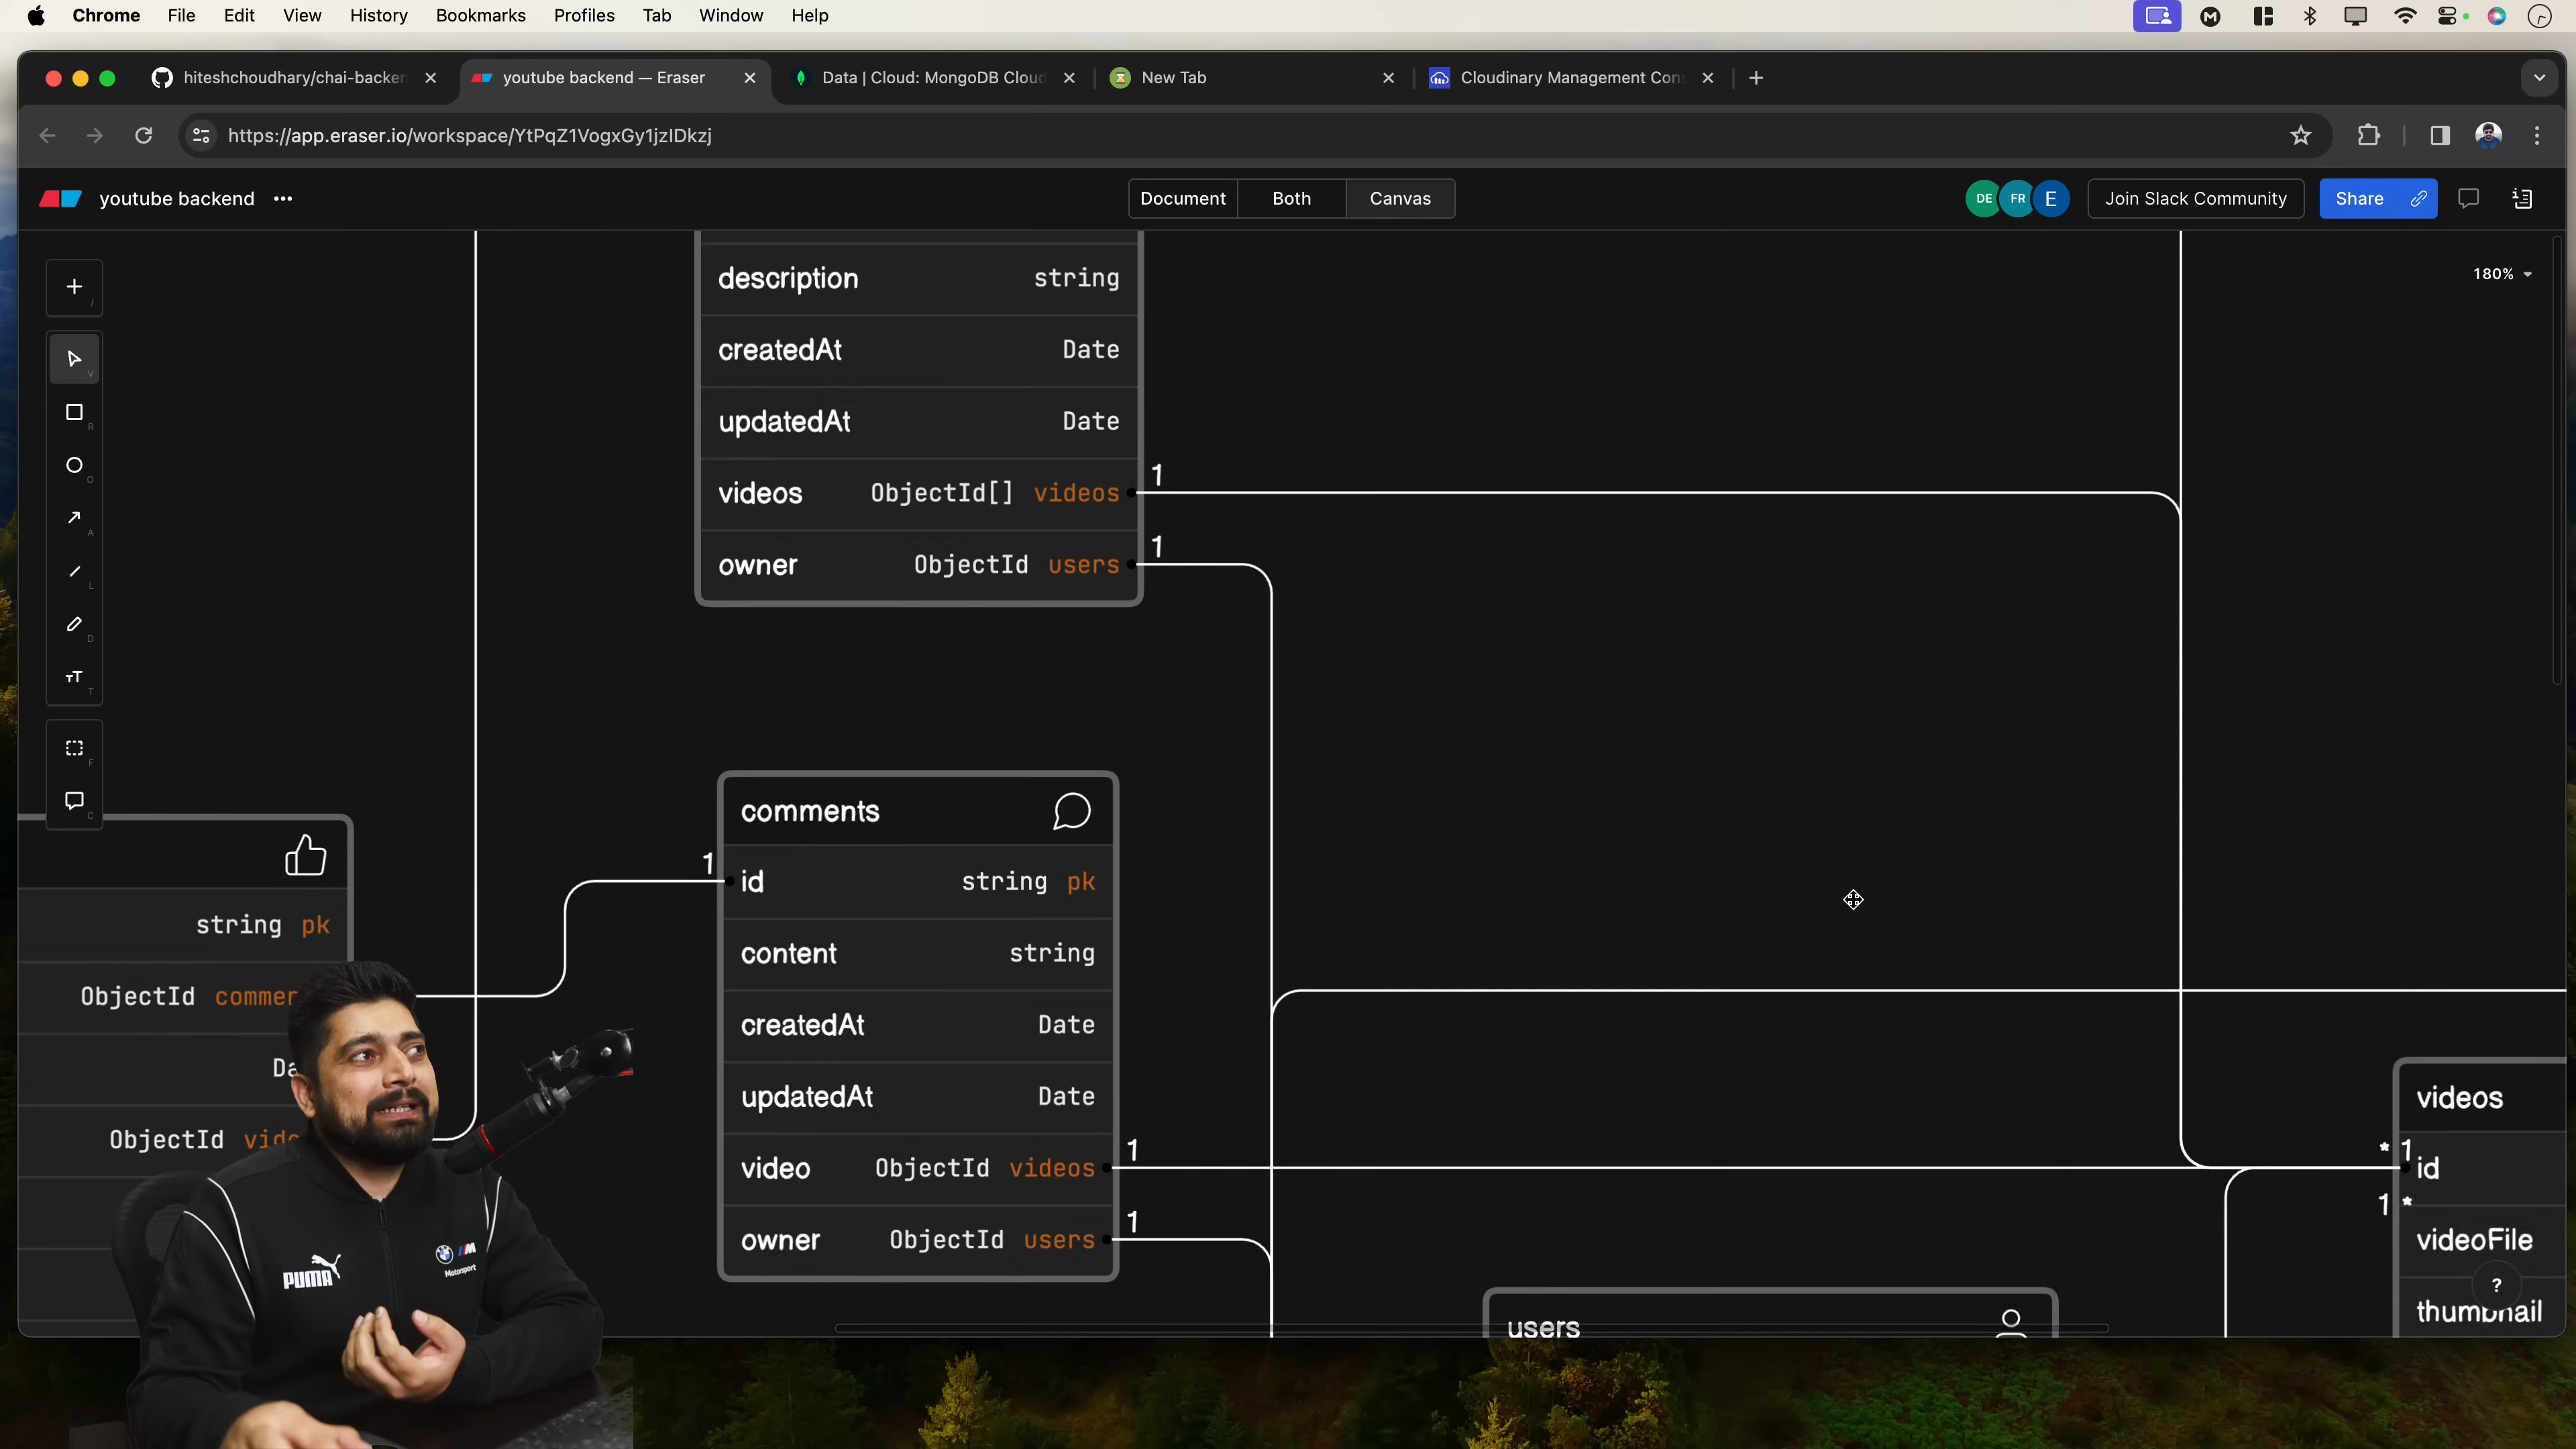 Chrome File Edit View History Bookmarks Profiles Tab Window Help
hiteshchoudhary/chai-backen
youtube backend — Eraser
Data | Cloud: MongoDB Cloud
New Tab
Cloudinary Management Con
https://app.eraser.io/workspace/YtPqZ1VogxGy1jzIDkzj
youtube backend
Document Both Canvas
DE FR E
Join Slack Community
Share
180%
/
V
R
O
A
L
D
T
F
C
description string
createdAt Date
updatedAt Date
videos ObjectId[] videos 1
owner ObjectId users 1
string pk
ObjectId
ObjectId
comments
1 id string pk
content string
createdAt Date
updatedAt Date
video ObjectId videos 1
owner ObjectId users 1
users
videos
* 1 id
1 *
videoFile
thumbnail
?
PUMA
M
Motorsport